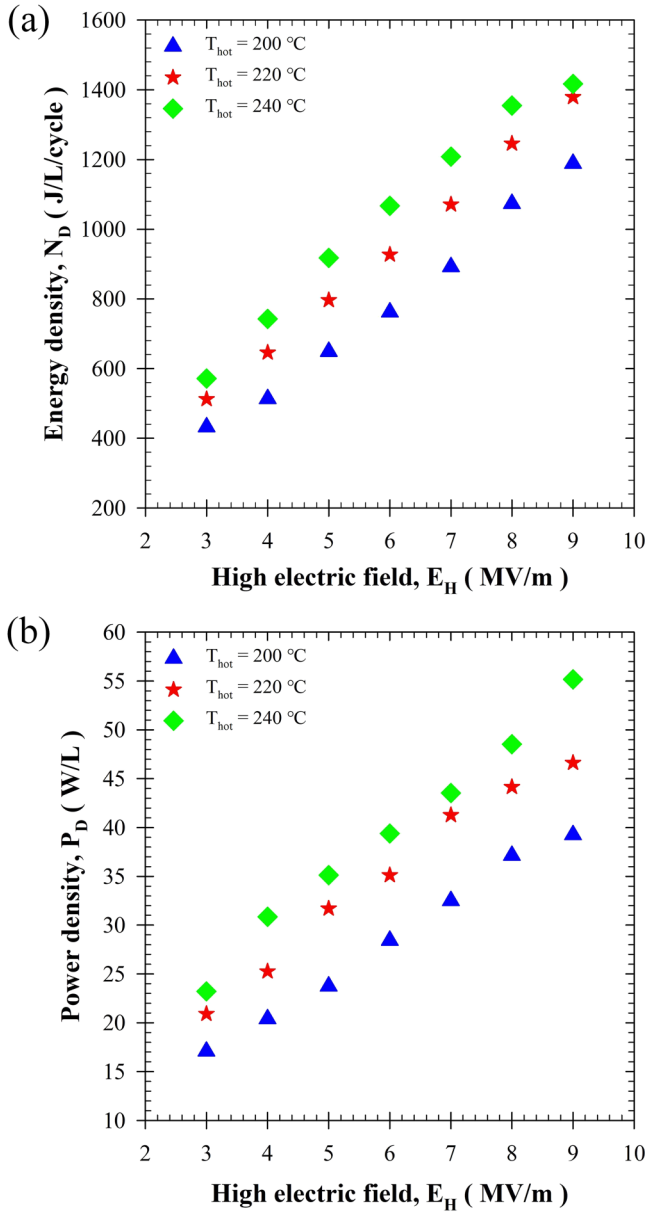 (a)
1600
1400
1200
1000
800
600
400
200
Energy density, N_D ( J/L/cycle)
T_hot = 200 °C
T_hot = 220 °C
T_hot = 240 °C
2 3 4 5 6 7 8 9 10
High electric field, E_H ( MV/m )
(b)
60
55
50
45
40
35
30
25
20
15
10
Power density, P_D ( W/L )
T_hot = 200 °C
T_hot = 220 °C
T_hot = 240 °C
2 3 4 5 6 7 8 9 10
High electric field, E_H ( MV/m )